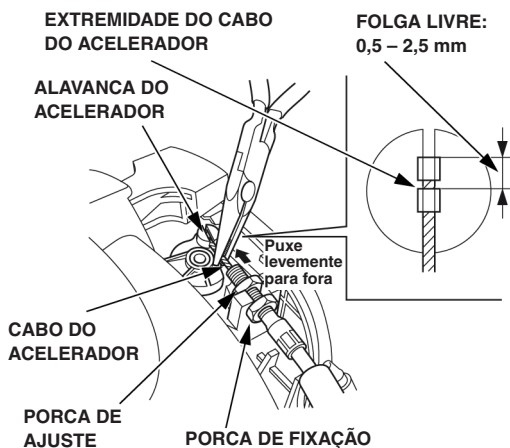 EXTREMIDADE DO CABO
DO ACELERADOR
FOLGA LIVRE:
0,5 – 2,5 mm
ALAVANCA DO
ACELERADOR
Puxe
levemente
para fora
CABO DO
ACELERADOR
PORCA DE
AJUSTE
PORCA DE FIXAÇÃO